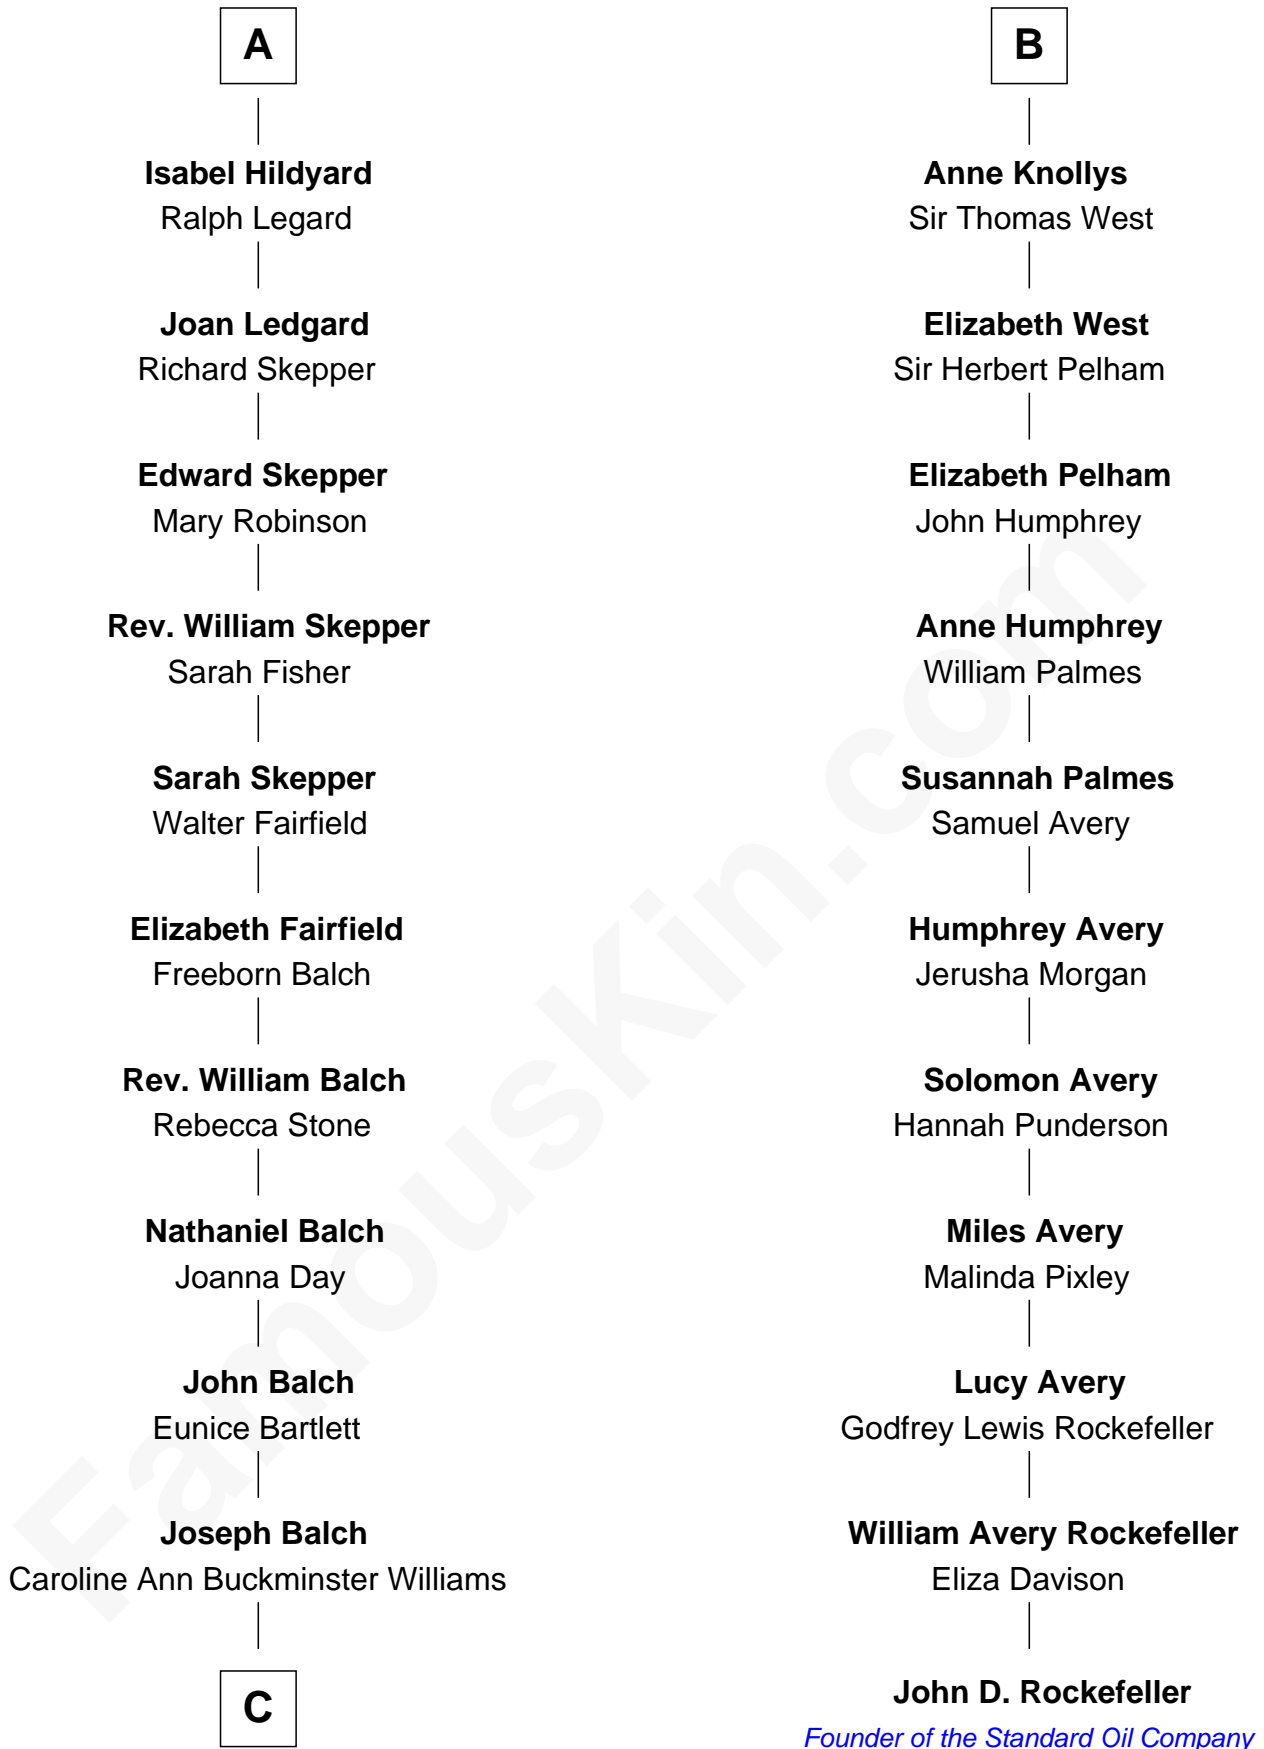 A
Isabel Hildyard
Ralph Legard
Joan Ledgard
Richard Skepper
Edward Skepper
Mary Robinson
Rev. William Skepper
Sarah Fisher
Sarah Skepper
Walter Fairfield
Elizabeth Fairfield
Freeborn Balch
Rev. William Balch
Rebecca Stone
Nathaniel Balch
Joanna Day
John Balch
Eunice Bartlett
Joseph Balch
Caroline Ann Buckminster Williams
C
B
Anne Knollys
Sir Thomas West
Elizabeth West
Sir Herbert Pelham
Elizabeth Pelham
John Humphrey
Anne Humphrey
William Palmes
Susannah Palmes
Samuel Avery
Humphrey Avery
Jerusha Morgan
Solomon Avery
Hannah Punderson
Miles Avery
Malinda Pixley
Lucy Avery
Godfrey Lewis Rockefeller
William Avery Rockefeller
Eliza Davison
John D. Rockefeller
Founder of the Standard Oil Company
FamousKin.com